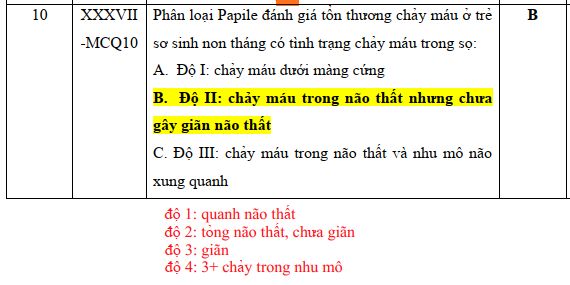 10 XXXVII Phân loại Papile đánh giá tổn thương chảy máu ở trẻ B
-MCQ10 sơ sinh non tháng có tình trạng chảy máu trong sọ:
A. Độ I: chảy máu dưới màng cứng
B. Độ II: chảy máu trong não thất nhưng chưa
gây giãn não thất
C. Độ III: chảy máu trong não thất và nhu mô não
xung quanh
độ 1: quanh não thất
độ 2: tỏng não thất, chưa giãn
độ 3: giãn
độ 4: 3+ chảy trong nhu mô